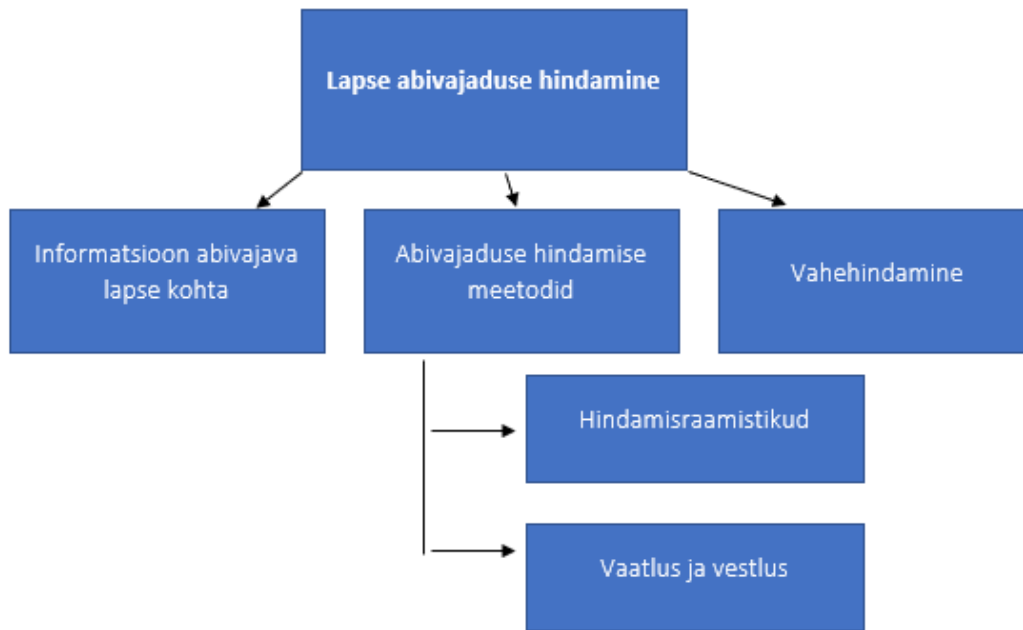 Lapse abivajaduse hindamine
Informatsioon abivajava
lapse kohta
Abivajaduse hindamise
meetodid
Vahehindamine
Hindamisraamistikud
Vaatlus ja vestlus